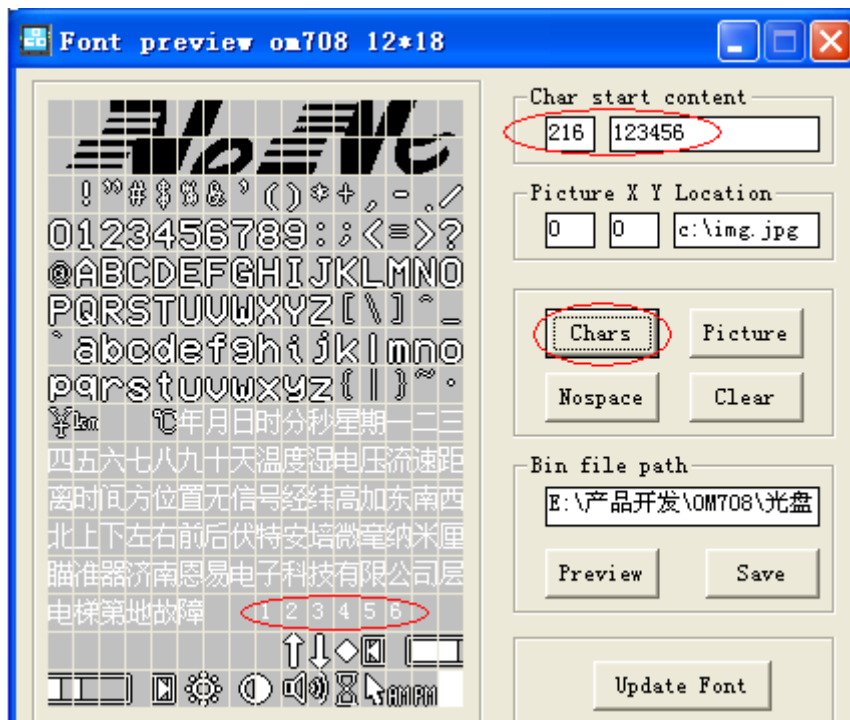 Font preview om708 12*18
Char start content
216 123456
Picture X Y Location
0 0 c:\img.jpg
Chars Picture
Nospace Clear
Bin file path
E:\产品开发\OM708\光盘
Preview Save
Update Font
!"#$%&'()*+,-./
0123456789:;<=>?
@ABCDEFGHIJKLMNO
PQRSTUVWXYZ[\]^_
`abcdefghijklmno
pqrstuvwxyz{|}~°
¥km ℃年月日时分秒星期一二三
四五六七八九十天温度湿电压流速距
离时间方位置无信号经纬高加东南西
北上下左右前后伏特安培微毫纳米厘
瞄准器济南恩易电子科技有限公司层
电梯第地故障 123456
AMPM